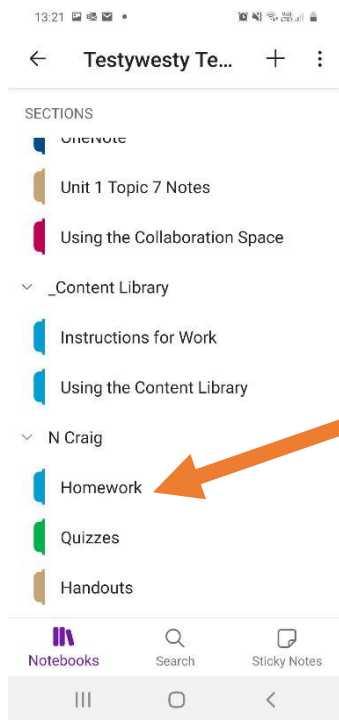 13:21
Testywesty Te...
SECTIONS
OneNote
Unit 1 Topic 7 Notes
Using the Collaboration Space
_Content Library
Instructions for Work
Using the Content Library
N Craig
Homework
Quizzes
Handouts
Notebooks Search Sticky Notes